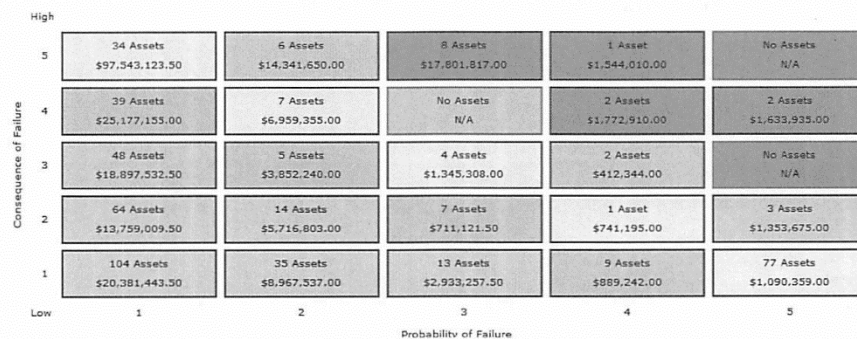 High
5
34 Assets
$97,543,123.50
6 Assets
$14,341,650.00
8 Assets
$17,801,817.00
1 Asset
$1,544,010.00
No Assets
N/A
4
39 Assets
$25,177,155.00
7 Assets
$6,959,355.00
No Assets
N/A
2 Assets
$1,772,910.00
2 Assets
$1,633,935.00
Consequence of Failure
3
48 Assets
$18,897,532.50
5 Assets
$3,852,240.00
4 Assets
$1,345,308.00
2 Assets
$412,344.00
No Assets
N/A
2
64 Assets
$13,759,009.50
14 Assets
$5,716,803.00
7 Assets
$711,121.50
1 Asset
$741,195.00
3 Assets
$1,353,675.00
1
104 Assets
$20,381,443.50
35 Assets
$8,967,537.00
13 Assets
$2,933,257.50
9 Assets
$889,242.00
77 Assets
$1,090,359.00
Low
1
2
3
4
5
Probability of Failure